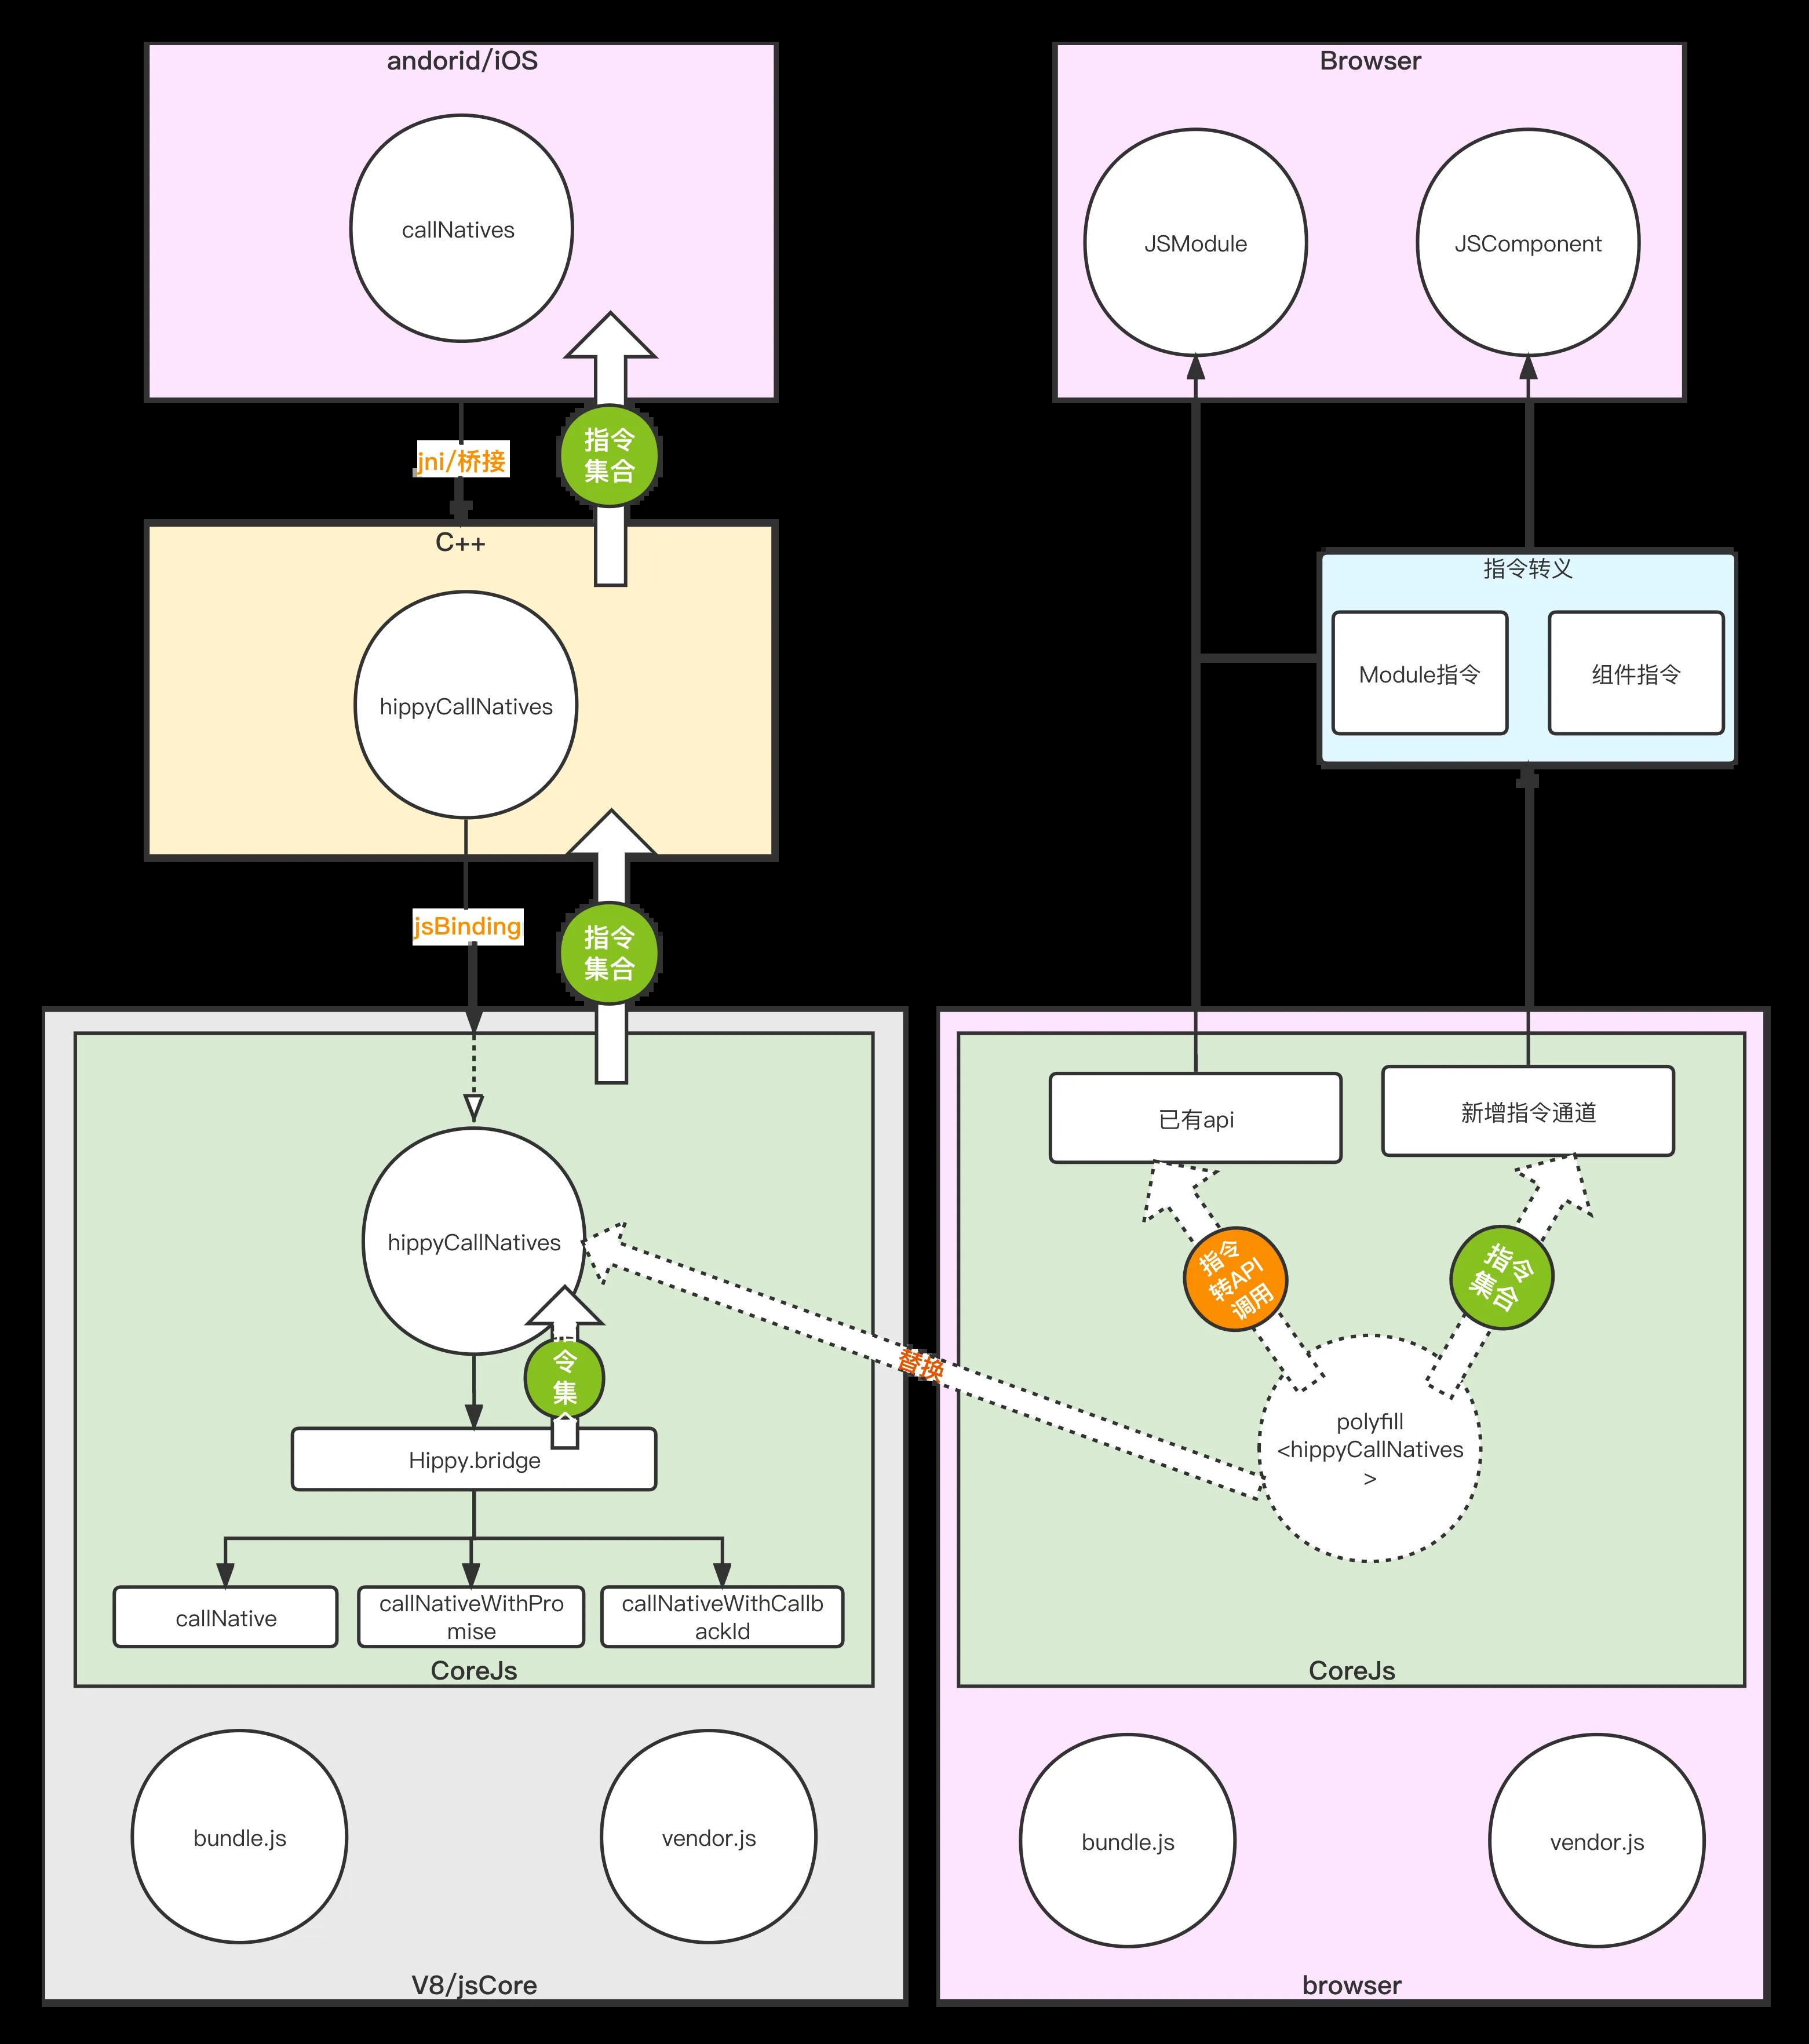 andorid/iOS
callNatives
指令
集合
jni/桥接
C++
hippyCallNatives
jsBinding
指令
集合
hippyCallNatives
令
集
Hippy.bridge
callNative
callNativeWithPro
mise
callNativeWithCallb
ackId
CoreJs
bundle.js
vendor.js
V8/jsCore
替换
Browser
JSModule
JSComponent
指令转义
Module指令
组件指令
已有api
新增指令通道
指令
转API
调用
指令
集合
polyfill
<hippyCallNatives
>
CoreJs
bundle.js
vendor.js
browser